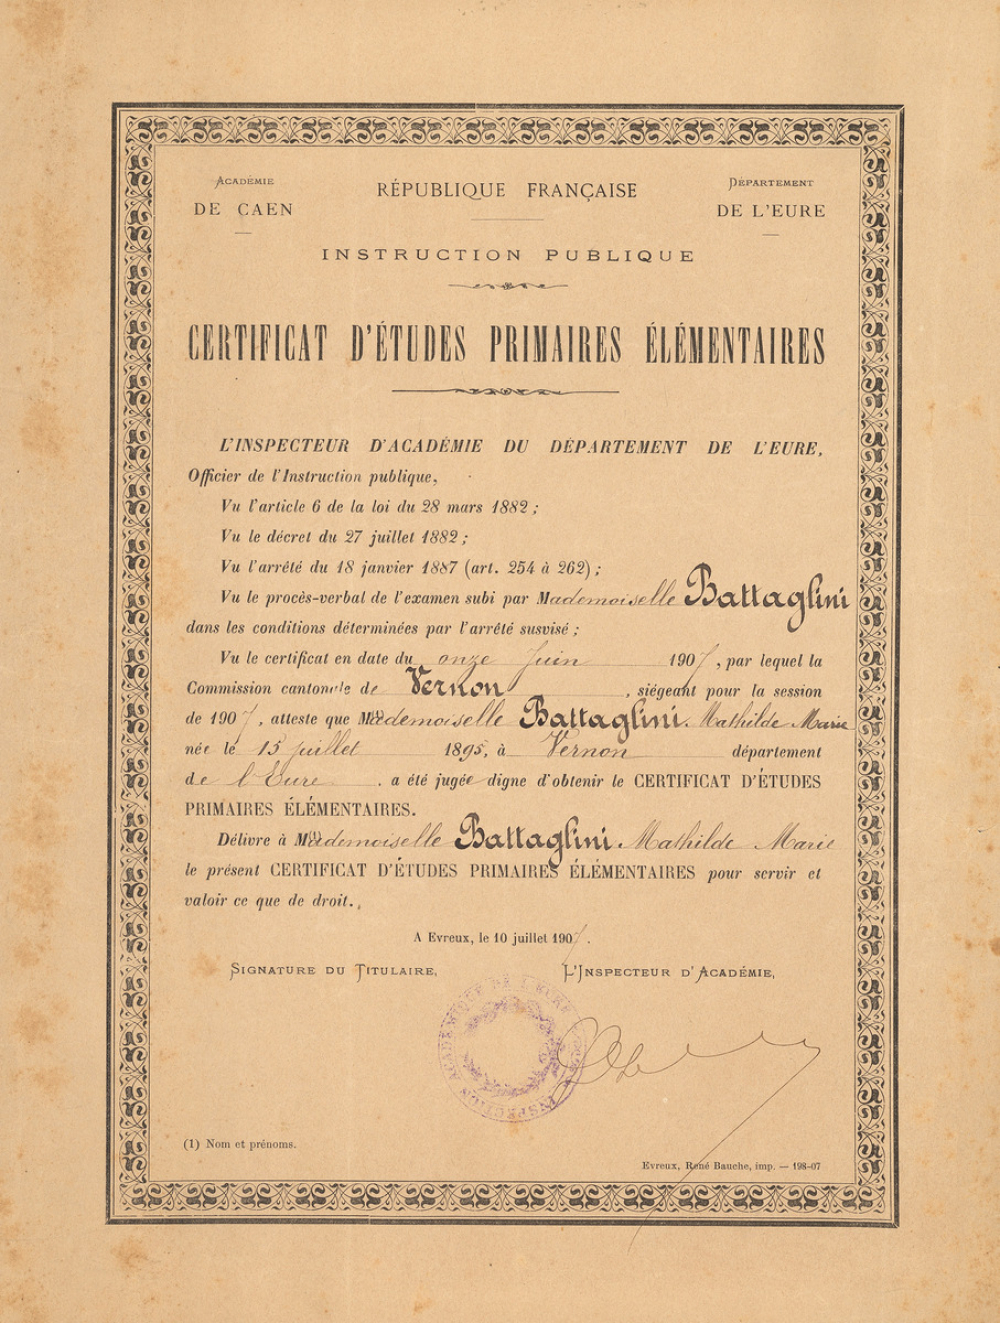 ACADÉMIE
DE CAEN
RÉPUBLIQUE FRANÇAISE
DÉPARTEMENT
DE L'EURE
INSTRUCTION PUBLIQUE
CERTIFICAT D'ÉTUDES PRIMAIRES ÉLÉMENTAIRES
L'INSPECTEUR D'ACADÉMIE DU DÉPARTEMENT DE L'EURE,
Officier de l'Instruction publique,
Vu l'article 6 de la loi du 28 mars 1882 ;
Vu le décret du 27 juillet 1882 ;
Vu l'arrêté du 18 janvier 1887 (art. 254 à 262) ;
Vu le procès-verbal de l'examen subi par Mademoiselle Battaglini
dans les conditions déterminées par l'arrêté susvisé ;
Vu le certificat en date du onze Juin 1907, par lequel la
Commission cantonale de Vernon, siégeant pour la session
de 1907, atteste que Mademoiselle Battaglini. Mathilde Marie
née le 15 juillet 1895, à Vernon département
de l'Eure. a été jugée digne d'obtenir le CERTIFICAT D'ÉTUDES
PRIMAIRES ÉLÉMENTAIRES.
Délivre à Mademoiselle Battaglini. Mathilde Marie
le présent CERTIFICAT D'ÉTUDES PRIMAIRES ÉLÉMENTAIRES pour servir et
valoir ce que de droit.
A Evreux, le 10 juillet 1907.
SIGNATURE DU TITULAIRE,
L'INSPECTEUR D'ACADÉMIE,
INSPECTION ACADÉMIQUE DE L'EURE
(1) Nom et prénoms.
Evreux, René Bauche, imp. — 198-07